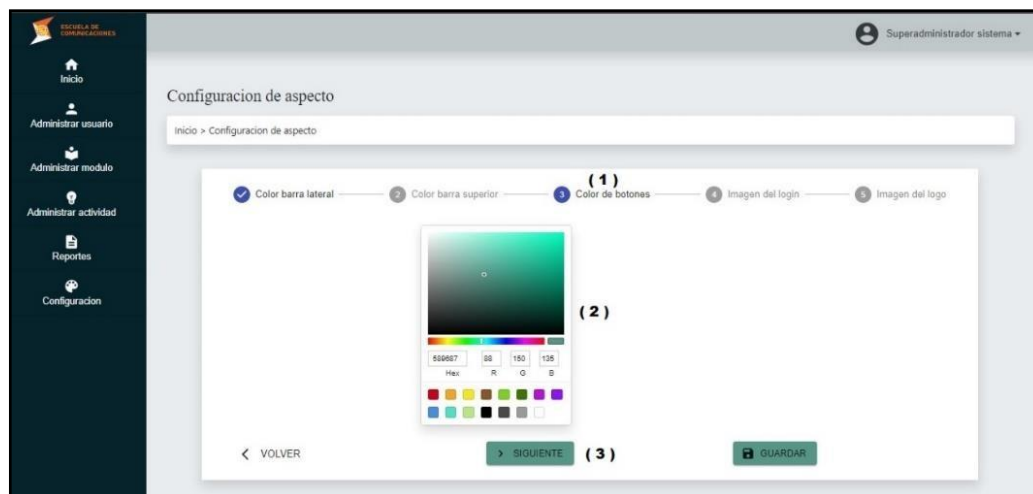 ESCUELA DE
COMUNICACIONES
Superadministrador sistema
Inicio
Administrar usuario
Administrar modulo
Administrar actividad
Reportes
Configuracion
Configuracion de aspecto
Inicio > Configuracion de aspecto
( 1 )
Color barra lateral 2 Color barra superior 3 Color de botones 4 Imagen del login 5 Imagen del logo
( 2 )
589687 88 150 135
Hex R G B
< VOLVER > SIGUIENTE ( 3 ) GUARDAR